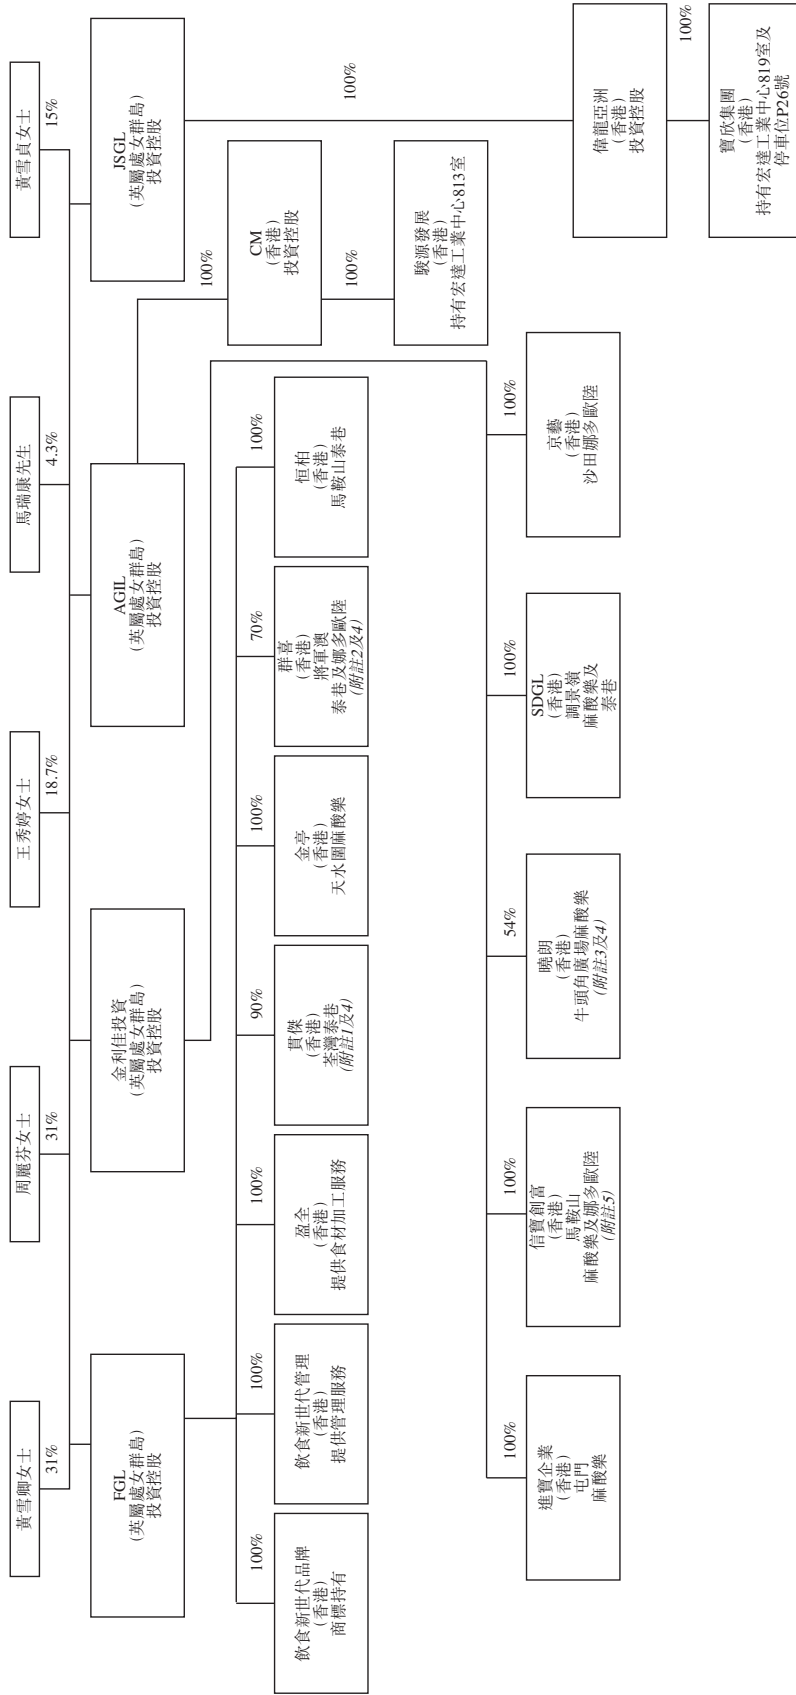 黃雪卿女士
31%
周麗芬女士
31%
王秀婷女士
18.7%
馬瑞康先生
4.3%
黃雪貞女士
15%
FGL
(英屬處女群島)
投資控股
金利佳投資
(英屬處女群島)
投資控股
AGIL
(英屬處女群島)
投資控股
JSGL
(英屬處女群島)
投資控股
100%
CM
(香港)
投資控股
100%
駿源發展
(香港)
持有宏達工業中心813室
100%
偉龍亞洲
(香港)
投資控股
100%
寶欣集團
(香港)
持有宏達工業中心819室及
停車位P26號
100%
飲食新世代品牌
(香港)
商標持有
100%
飲食新世代管理
(香港)
提供管理服務
100%
盈全
(香港)
提供食材加工服務
90%
貫傑
(香港)
荃灣泰巷
(附註1及4)
100%
金亭
(香港)
天水圍麻酸樂
70%
群喜
(香港)
將軍澳
泰巷及娜多歐陸
(附註2及4)
100%
恒柏
(香港)
馬鞍山泰巷
100%
進寶企業
(香港)
屯門
麻酸樂
100%
信寶創富
(香港)
馬鞍山
麻酸樂及娜多歐陸
(附註5)
54%
曉朗
(香港)
牛頭角廣場麻酸樂
(附註3及4)
100%
SDGL
(香港)
調景嶺
麻酸樂及
泰巷
100%
京藝
(香港)
沙田娜多歐陸